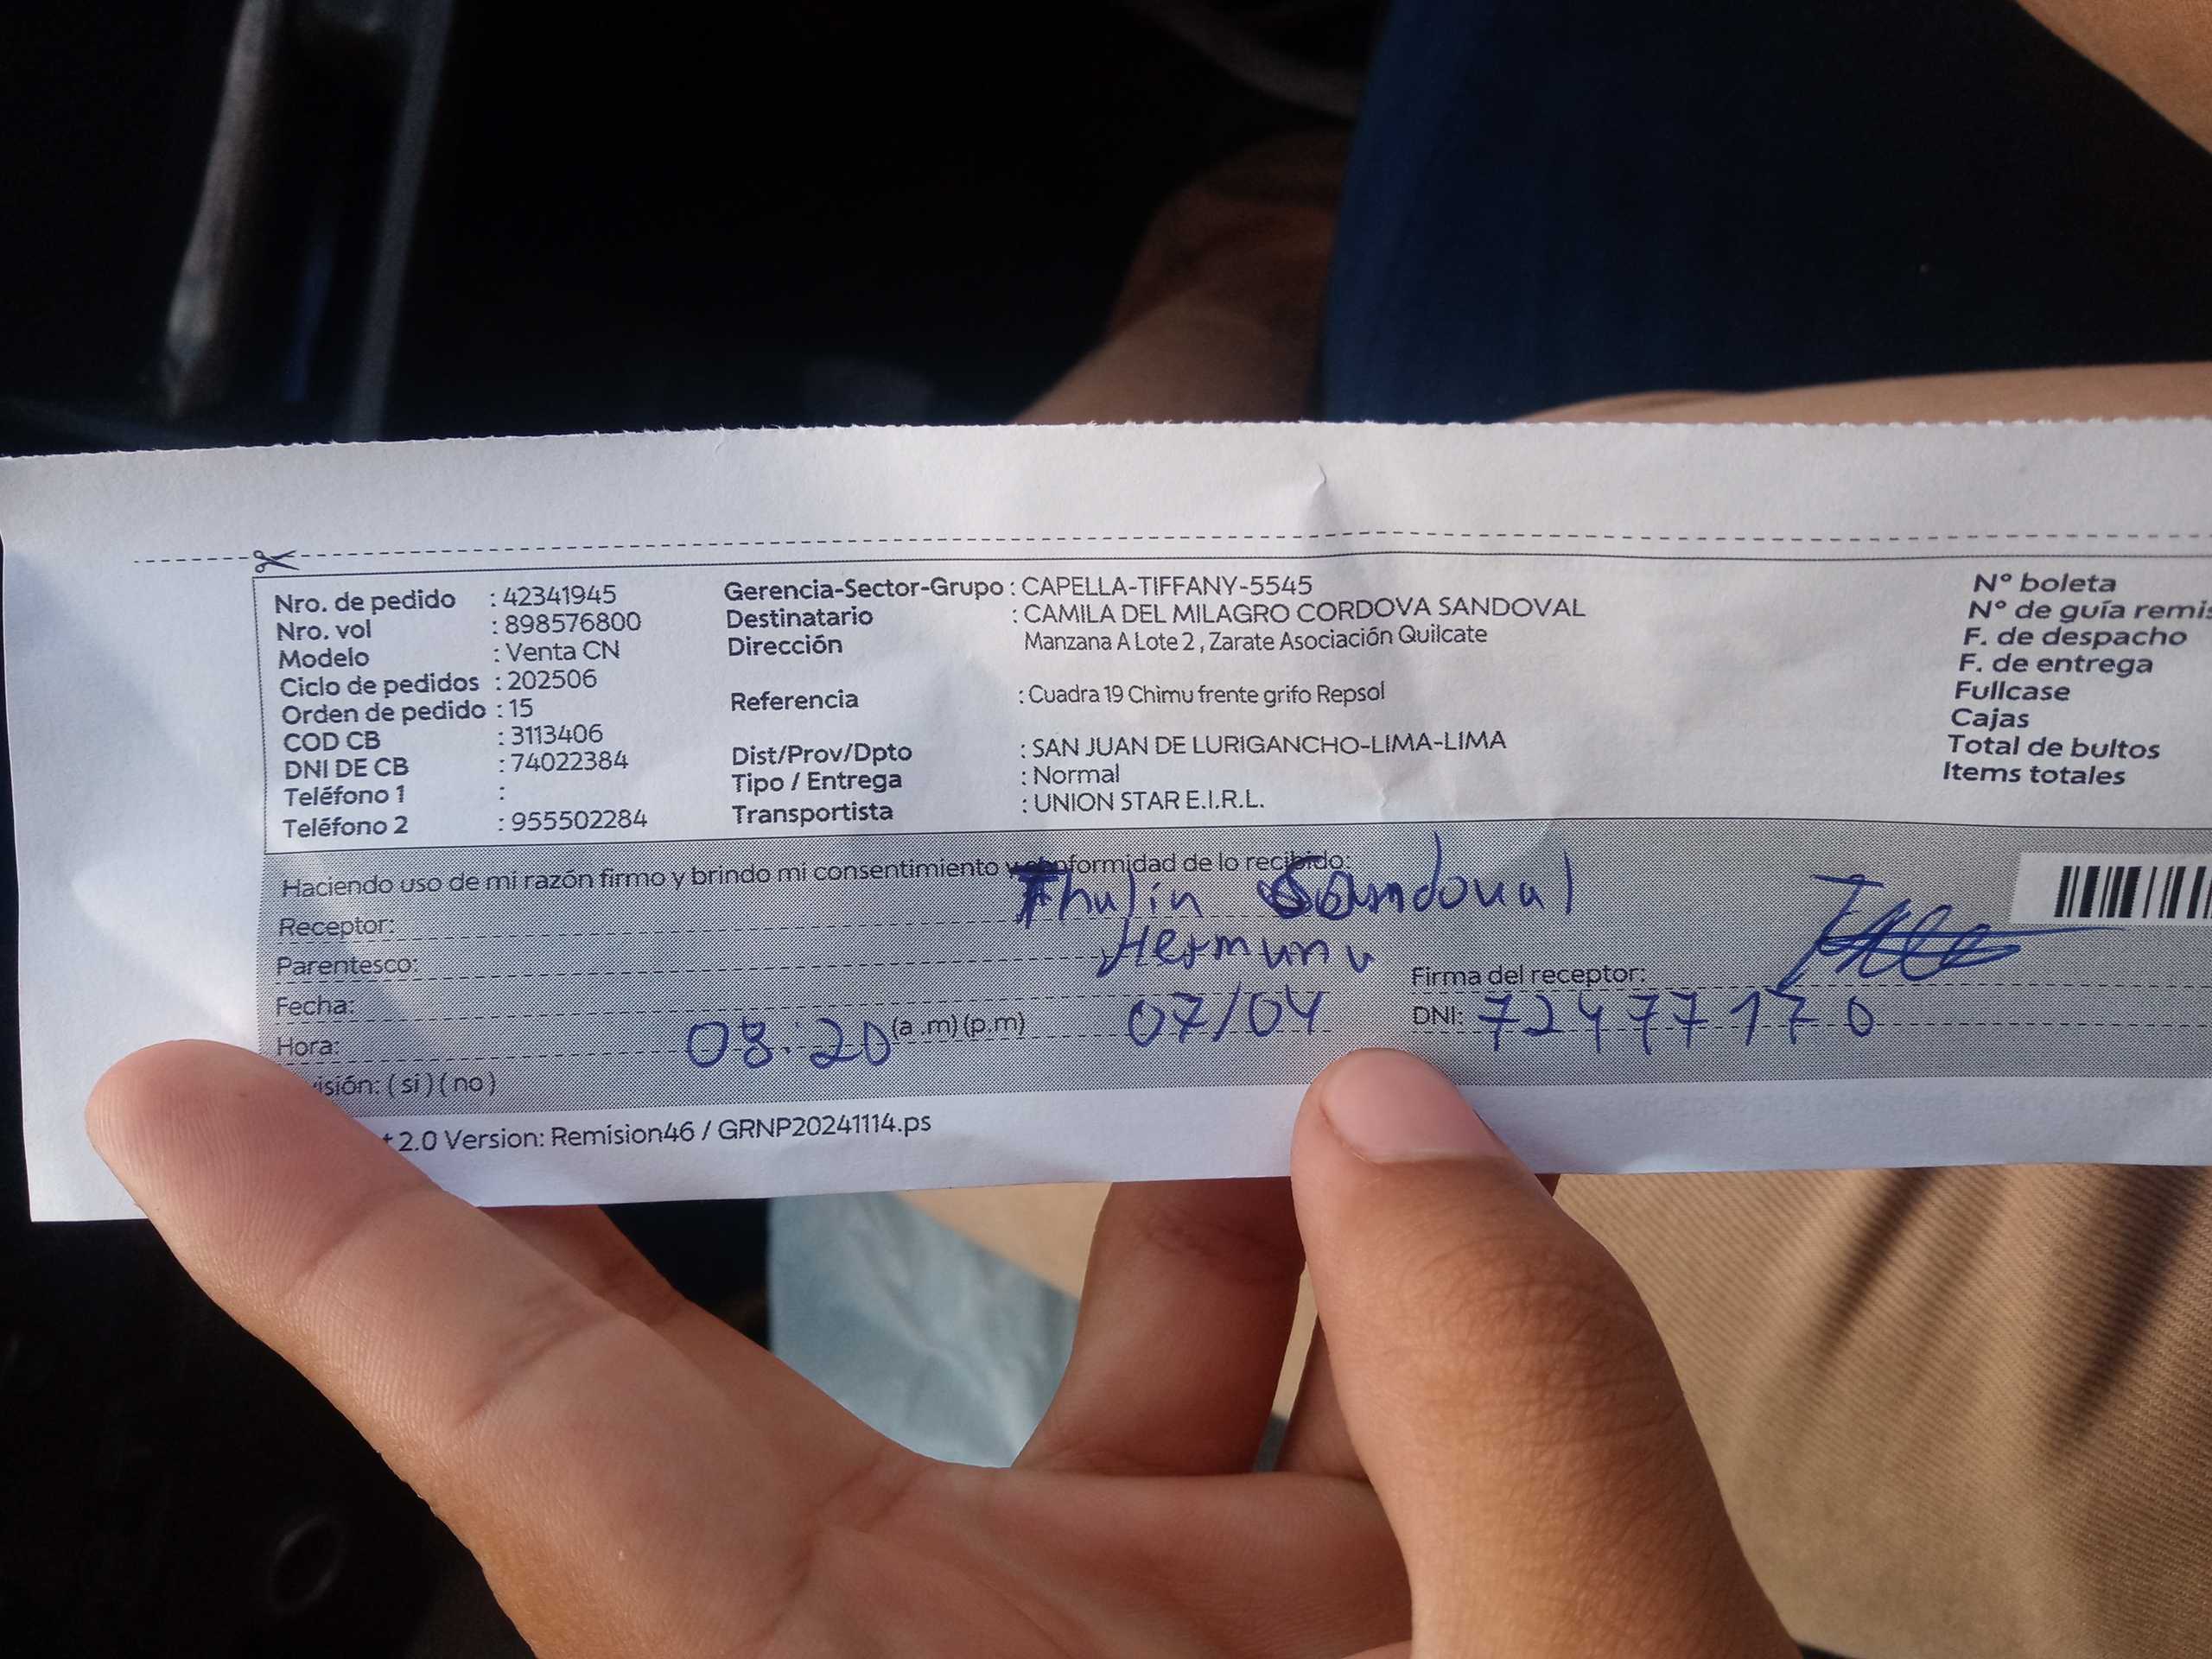 Nro. de pedido : 42341945
Nro. vol : 898576800
Modelo : Venta CN
Ciclo de pedidos : 202506
Orden de pedido : 15
COD CB : 3113406
DNI DE CB : 74022384
Teléfono 1 :
Teléfono 2 : 955502284
Gerencia-Sector-Grupo : CAPELLA-TIFFANY-5545
Destinatario : CAMILA DEL MILAGRO CORDOVA SANDOVAL
Dirección Manzana A Lote 2 , Zarate Asociación Quilcate
Referencia : Cuadra 19 Chimu frente grifo Repsol
Dist/Prov/Dpto : SAN JUAN DE LURIGANCHO-LIMA-LIMA
Tipo / Entrega : Normal
Transportista : UNION STAR E.I.R.L.
N° boleta
N° de guía remis
F. de despacho
F. de entrega
Fullcase
Cajas
Total de bultos
Items totales
Haciendo uso de mi razón firmo y brindo mi consentimiento y conformidad de lo recibido:
Receptor: Thulin Sandoval
Parentesco: Hermano
Firma del receptor:
Fecha: 07/04
DNI: 72477170
Hora: 08:20 (a.m) (p.m)
isión: ( si ) ( no )
t 2.0 Version: Remision46 / GRNP20241114.ps